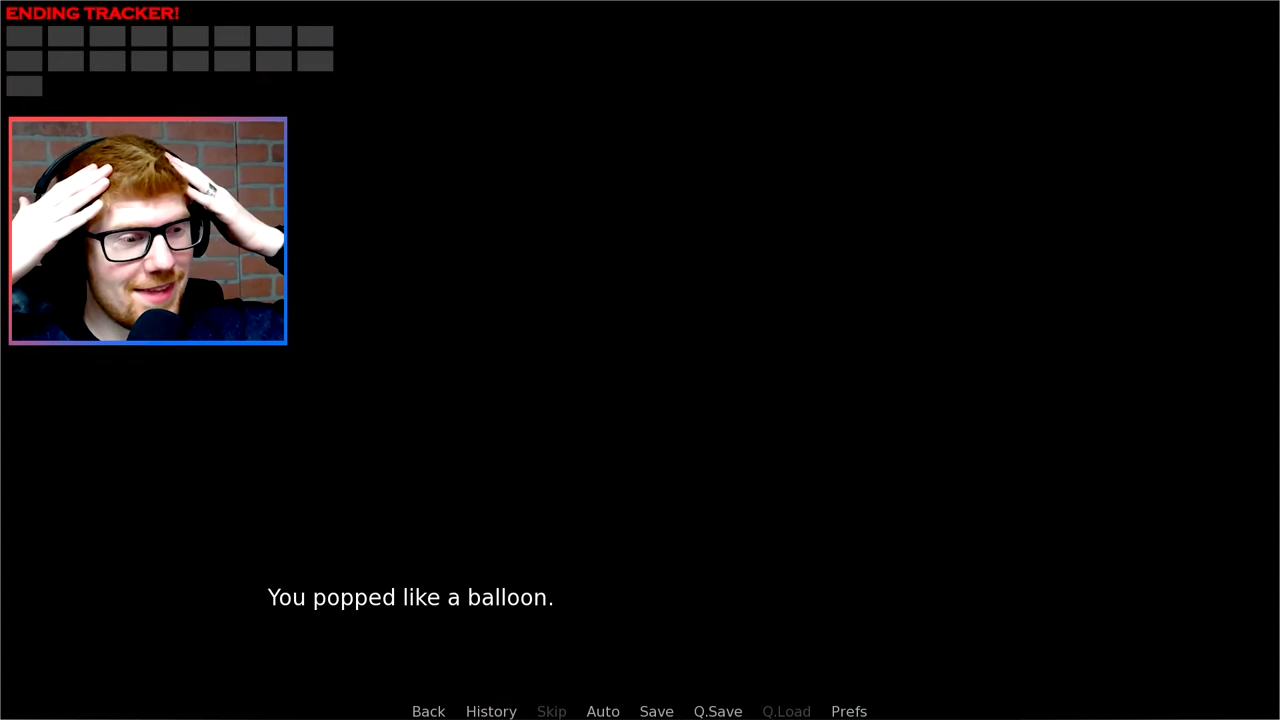 ENDING TRACKER!
You popped like a balloon.
Back History Skip Auto Save Q.Save Q.Load Prefs